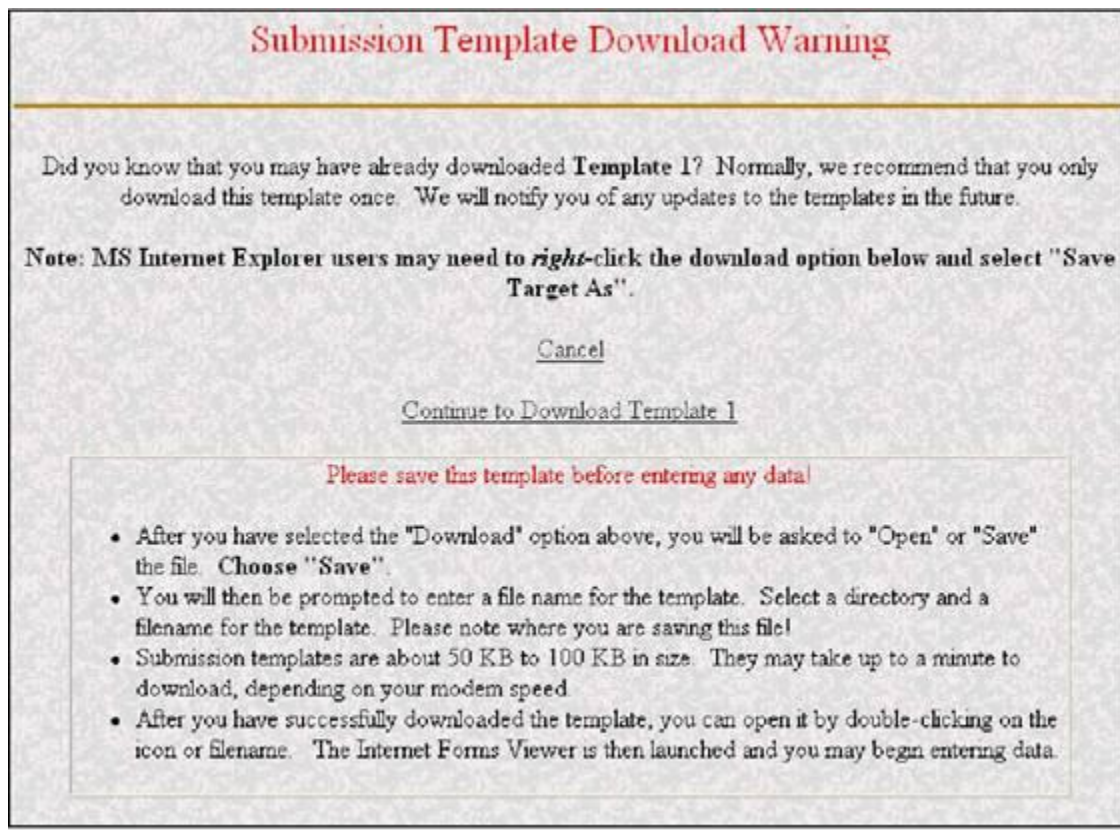 Submission Template Download Warning
Did you know that you may have already downloaded Template 1? Normally, we recommend that you only
download this template once. We will notify you of any updates to the templates in the future.
Note: MS Internet Explorer users may need to right-click the download option below and select "Save
Target As".
Cancel
Continue to Download Template 1
Please save this template before entering any data!
• After you have selected the "Download" option above, you will be asked to "Open" or "Save"
the file. Choose "Save".
• You will then be prompted to enter a file name for the template. Select a directory and a
filename for the template. Please note where you are saving this file!
• Submission templates are about 50 KB to 100 KB in size. They may take up to a minute to
download, depending on your modem speed.
• After you have successfully downloaded the template, you can open it by double-clicking on the
icon or filename. The Internet Forms Viewer is then launched and you may begin entering data.